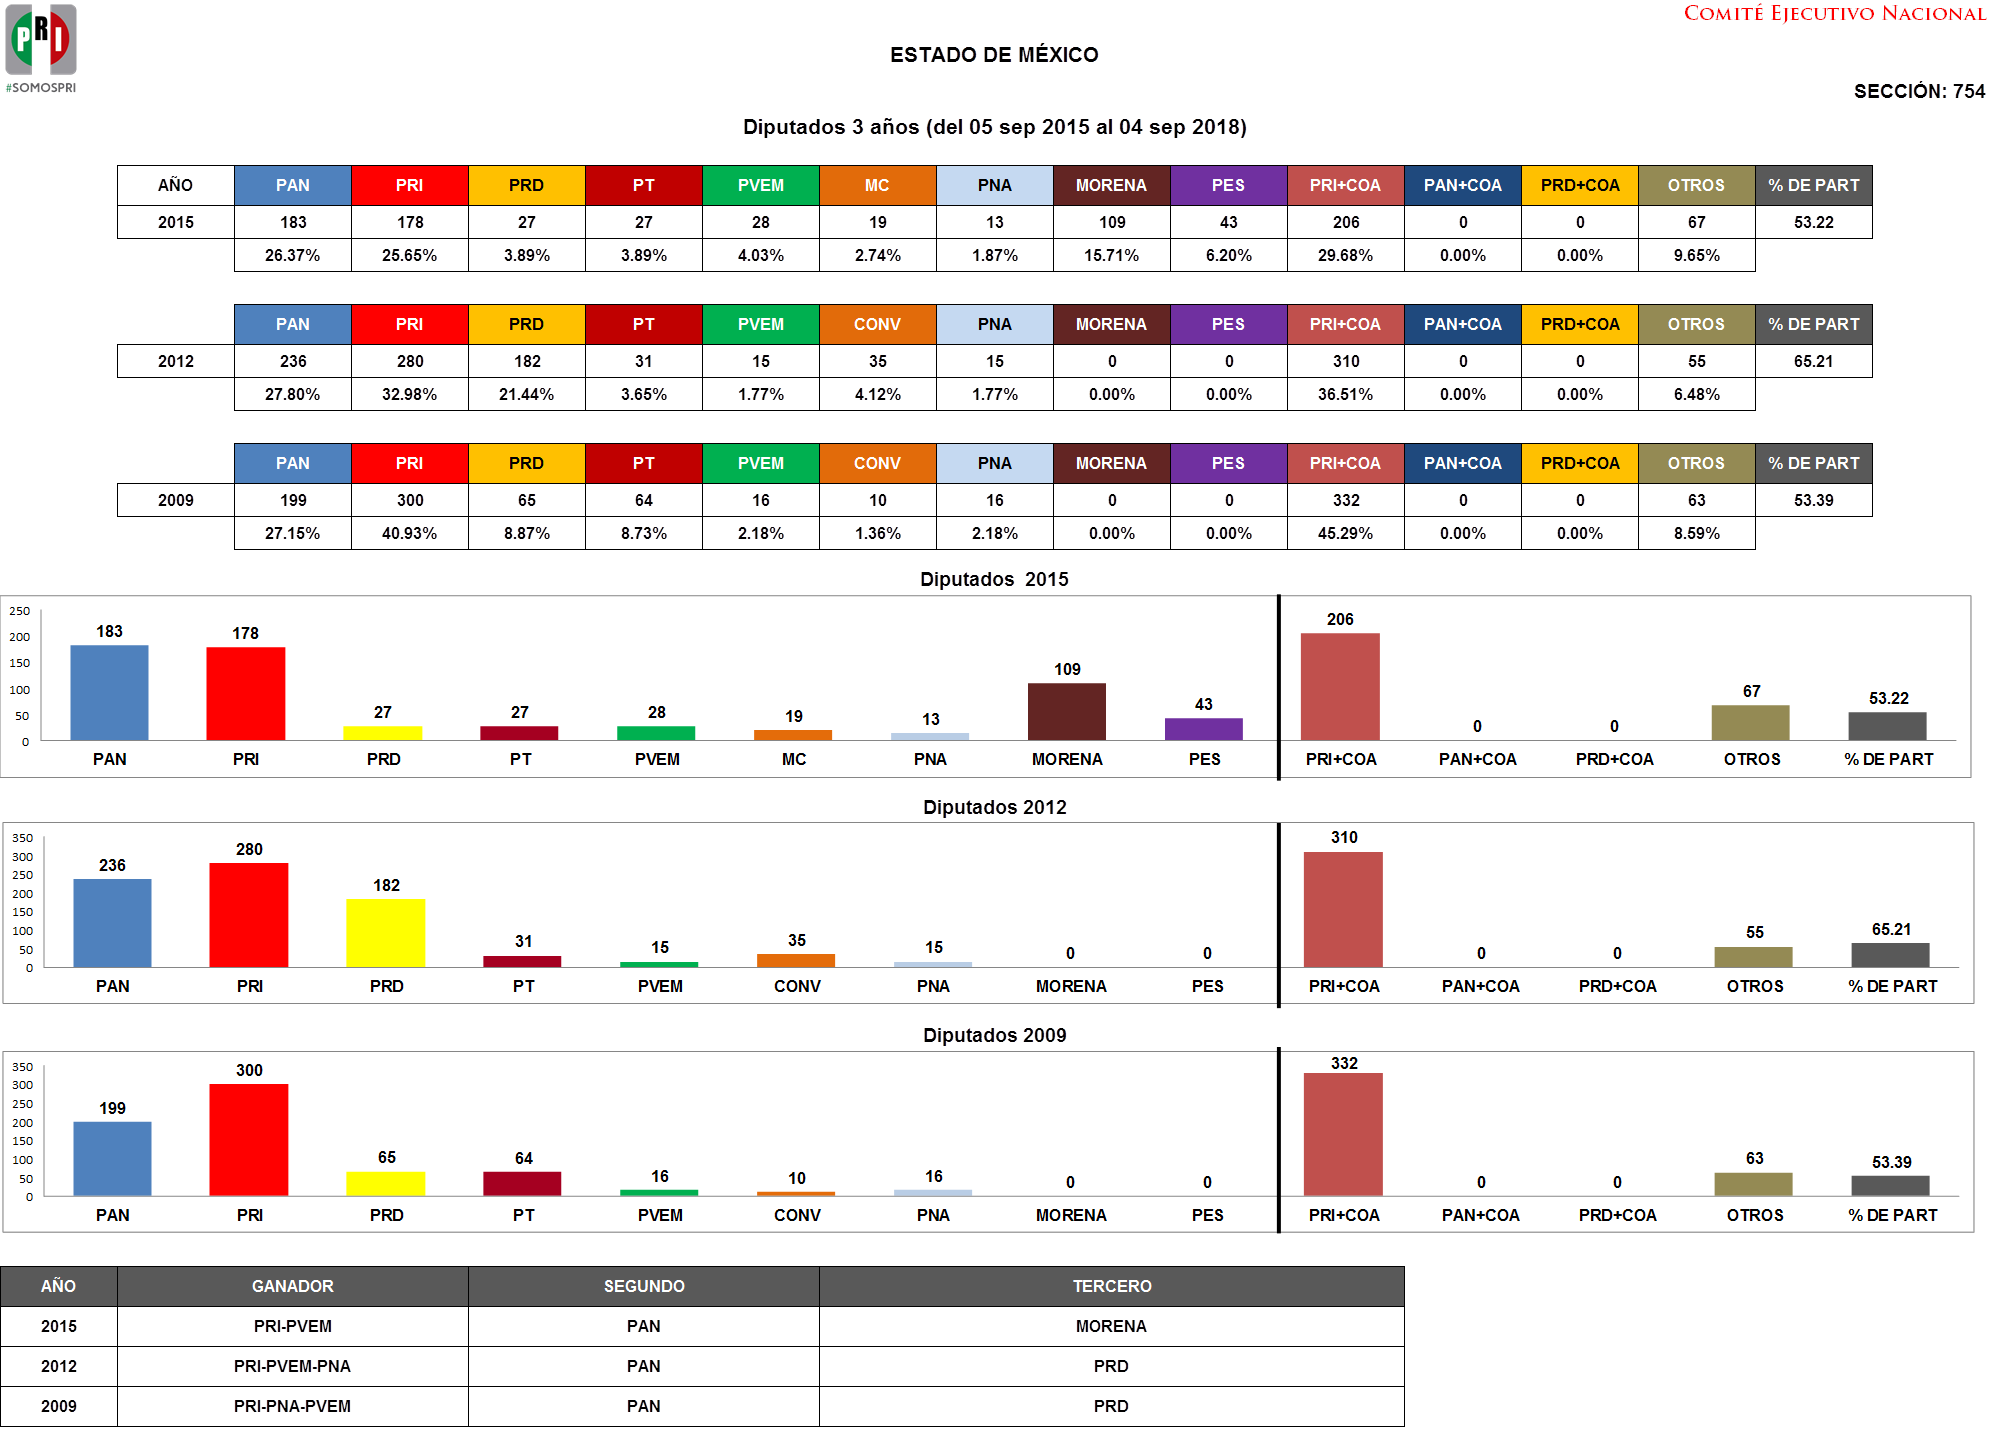 PRI
#SOMOSPRI
COMITÉ EJECUTIVO NACIONAL
ESTADO DE MÉXICO
SECCIÓN: 754
Diputados 3 años (del 05 sep 2015 al 04 sep 2018)
AÑO PAN PRI PRD PT PVEM MC PNA MORENA PES PRI+COA PAN+COA PRD+COA OTROS % DE PART
2015 183 178 27 27 28 19 13 109 43 206 0 0 67 53.22
26.37% 25.65% 3.89% 3.89% 4.03% 2.74% 1.87% 15.71% 6.20% 29.68% 0.00% 0.00% 9.65%
PAN PRI PRD PT PVEM CONV PNA MORENA PES PRI+COA PAN+COA PRD+COA OTROS % DE PART
2012 236 280 182 31 15 35 15 0 0 310 0 0 55 65.21
27.80% 32.98% 21.44% 3.65% 1.77% 4.12% 1.77% 0.00% 0.00% 36.51% 0.00% 0.00% 6.48%
PAN PRI PRD PT PVEM CONV PNA MORENA PES PRI+COA PAN+COA PRD+COA OTROS % DE PART
2009 199 300 65 64 16 10 16 0 0 332 0 0 63 53.39
27.15% 40.93% 8.87% 8.73% 2.18% 1.36% 2.18% 0.00% 0.00% 45.29% 0.00% 0.00% 8.59%
Diputados 2015
250
200
150
100
50
0
183 178 27 27 28 19 13 109 43 206 0 0 67 53.22
PAN PRI PRD PT PVEM MC PNA MORENA PES PRI+COA PAN+COA PRD+COA OTROS % DE PART
Diputados 2012
350
300
250
200
150
100
50
0
236 280 182 31 15 35 15 0 0 310 0 0 55 65.21
PAN PRI PRD PT PVEM CONV PNA MORENA PES PRI+COA PAN+COA PRD+COA OTROS % DE PART
Diputados 2009
350
300
250
200
150
100
50
0
199 300 65 64 16 10 16 0 0 332 0 0 63 53.39
PAN PRI PRD PT PVEM CONV PNA MORENA PES PRI+COA PAN+COA PRD+COA OTROS % DE PART
AÑO GANADOR SEGUNDO TERCERO
2015 PRI-PVEM PAN MORENA
2012 PRI-PVEM-PNA PAN PRD
2009 PRI-PNA-PVEM PAN PRD